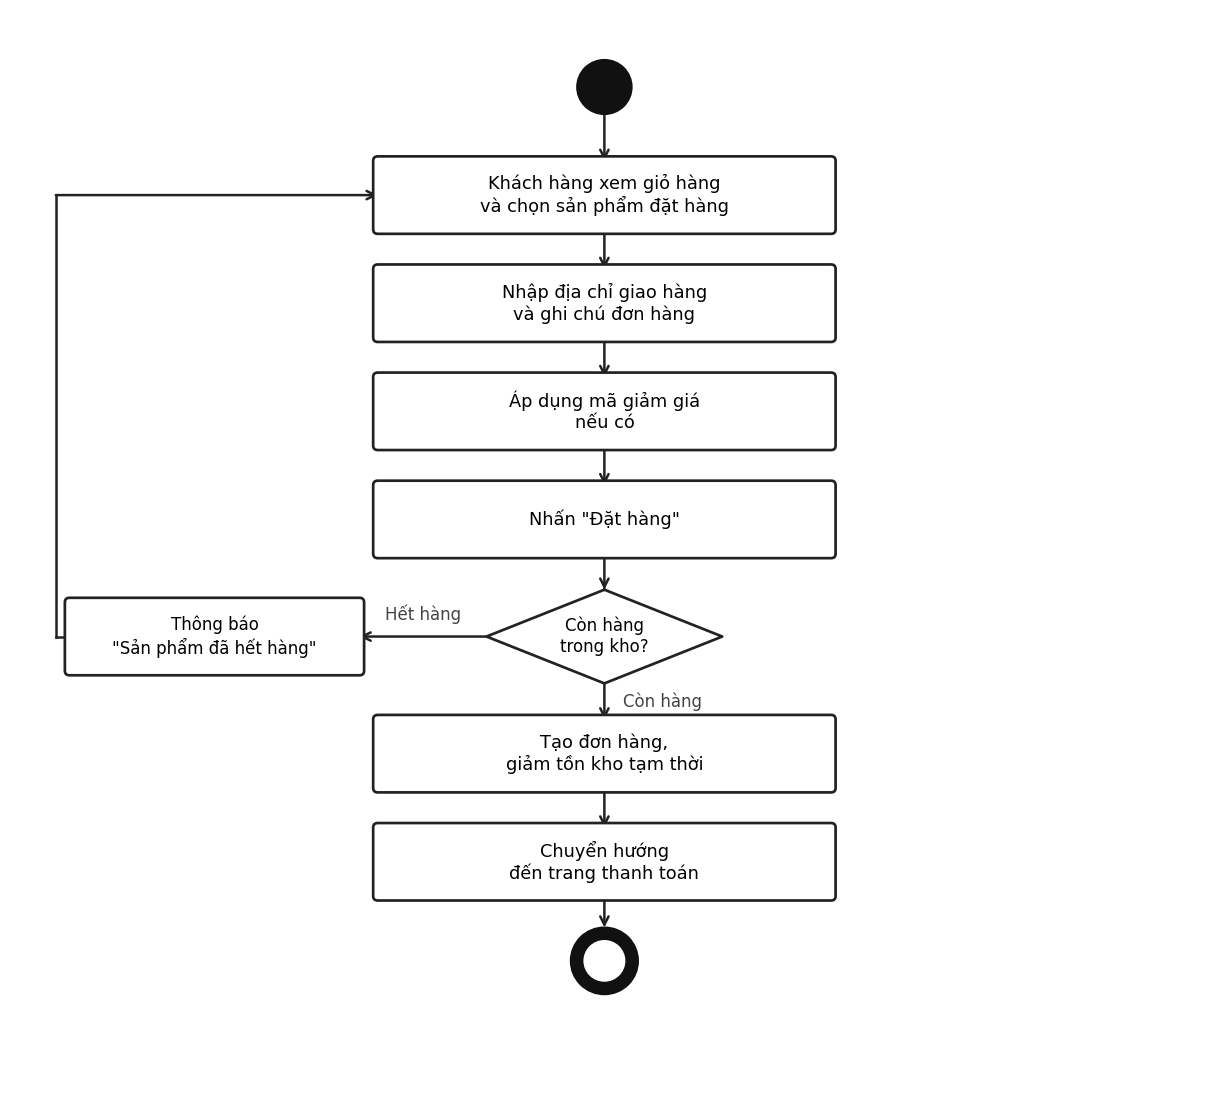 Khách hàng xem giỏ hàng
và chọn sản phẩm đặt hàng
Nhập địa chỉ giao hàng
và ghi chú đơn hàng
Áp dụng mã giảm giá
nếu có
Nhấn "Đặt hàng"
Còn hàng
trong kho?
Hết hàng
Thông báo
"Sản phẩm đã hết hàng"
Còn hàng
Tạo đơn hàng,
giảm tồn kho tạm thời
Chuyển hướng
đến trang thanh toán